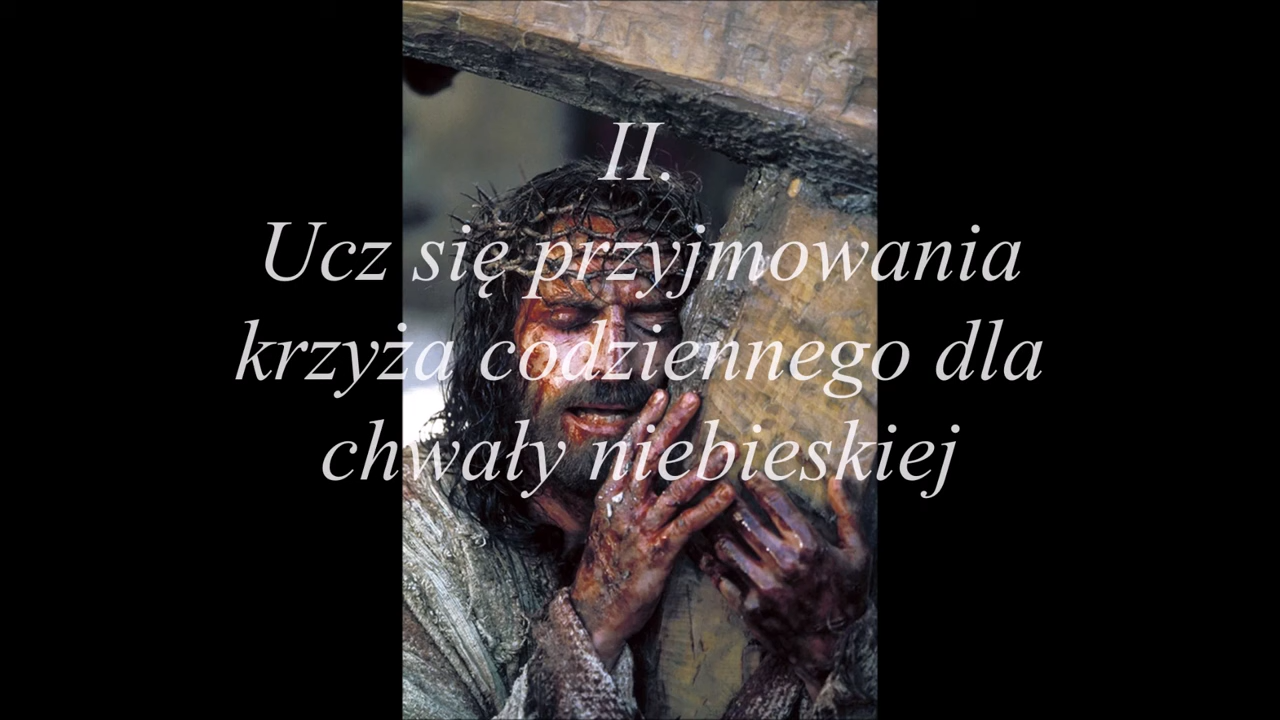 II.
Ucz się przyjmowania
krzyża codziennego dla
chwały niebieskiej